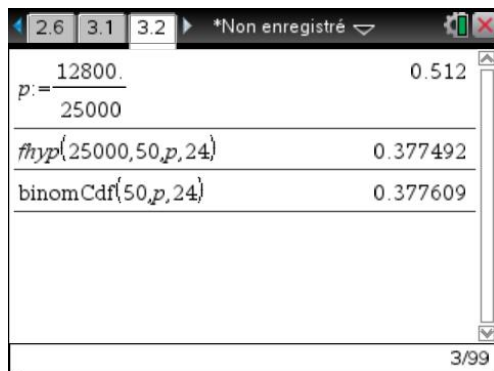 2.6 3.1 3.2 *Non enregistré
p:=12800./25000 0.512
fhyp(25000,50,p,24) 0.377492
binomCdf(50,p,24) 0.377609
3/99